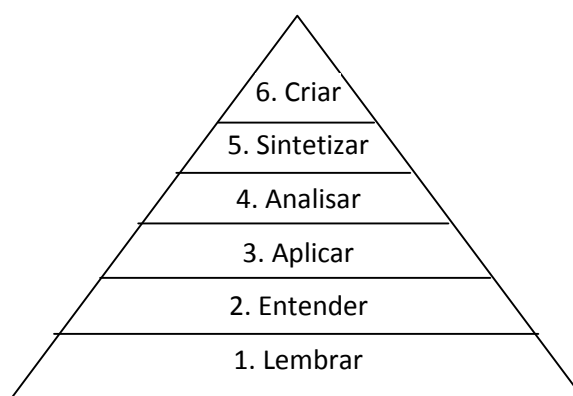 6. Criar
5. Sintetizar
4. Analisar
3. Aplicar
2. Entender
1. Lembrar